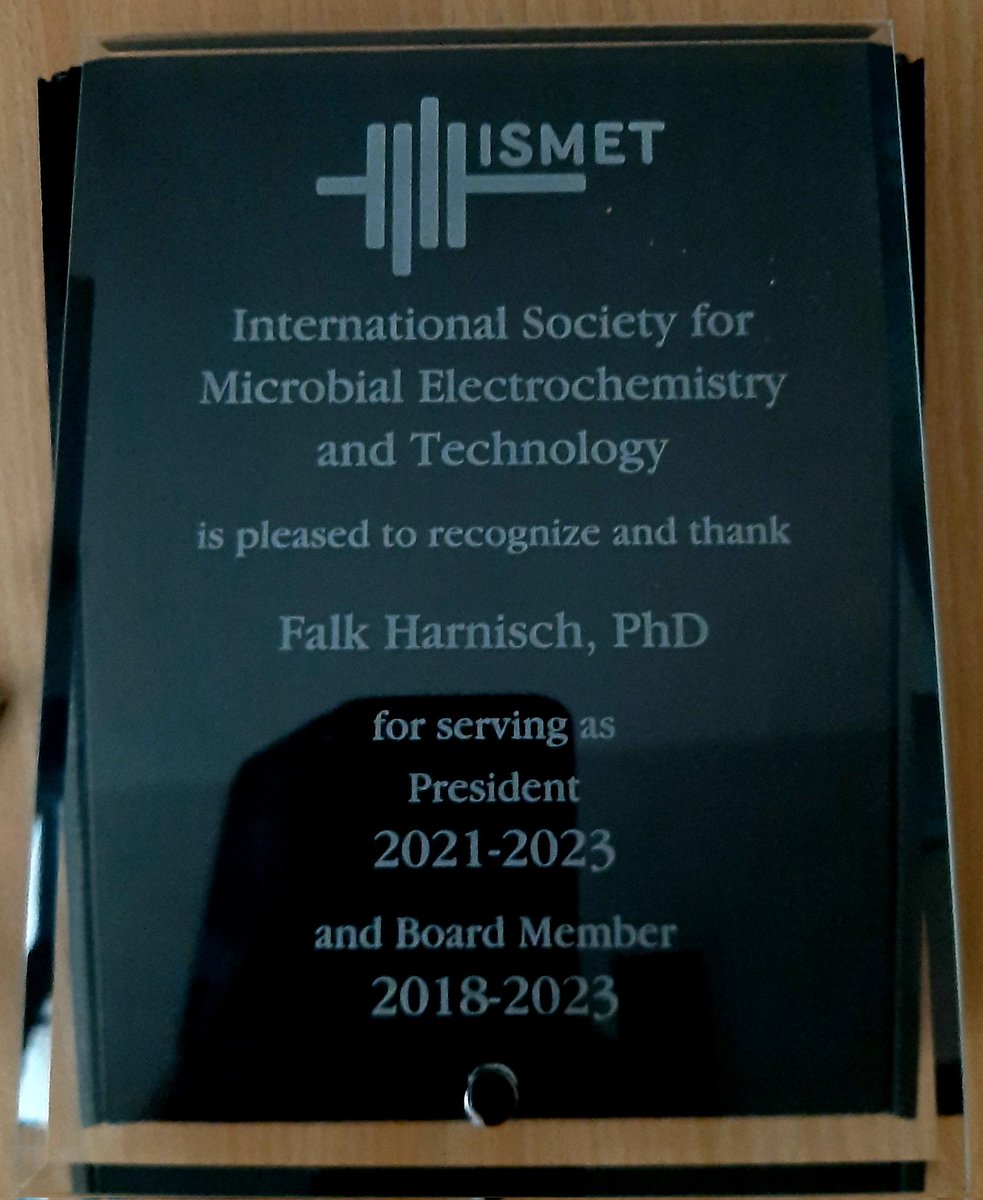 ISMET
International Society for
Microbial Electrochemistry
and Technology
is pleased to recognize and thank
Falk Harnisch, PhD
for serving as
President
2021-2023
and Board Member
2018-2023